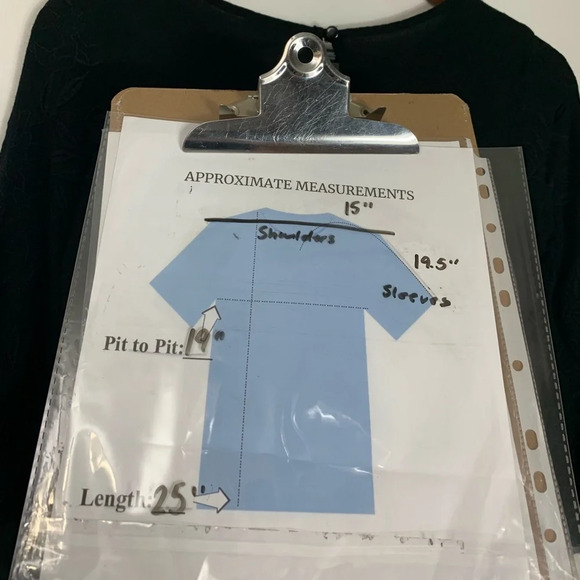 APPROXIMATE MEASUREMENTS
15"
Shoulders
19.5"
Sleeves
Pit to Pit: 19"
Length: 25"